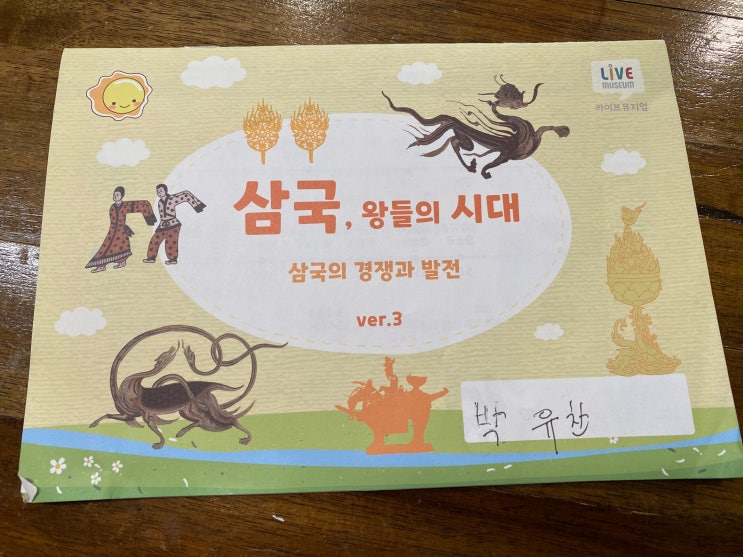 LIVE
MUSEUM
라이브뮤지엄
삼국, 왕들의 시대
삼국의 경쟁과 발전
ver.3
박 유찬